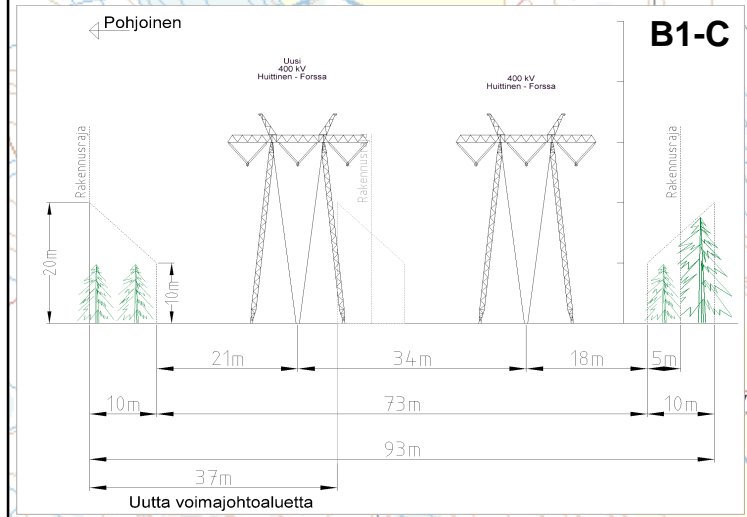 Pohjoinen
B1-C
Uusi
400 kV
Huittinen - Forssa
400 kV
Huittinen - Forssa
Rakennusraja
Rakennusraja
Rakennusraja
20m
10m
21m
34m
18m
5m
10m
73m
10m
93m
37m
Uutta voimajohtoaluetta